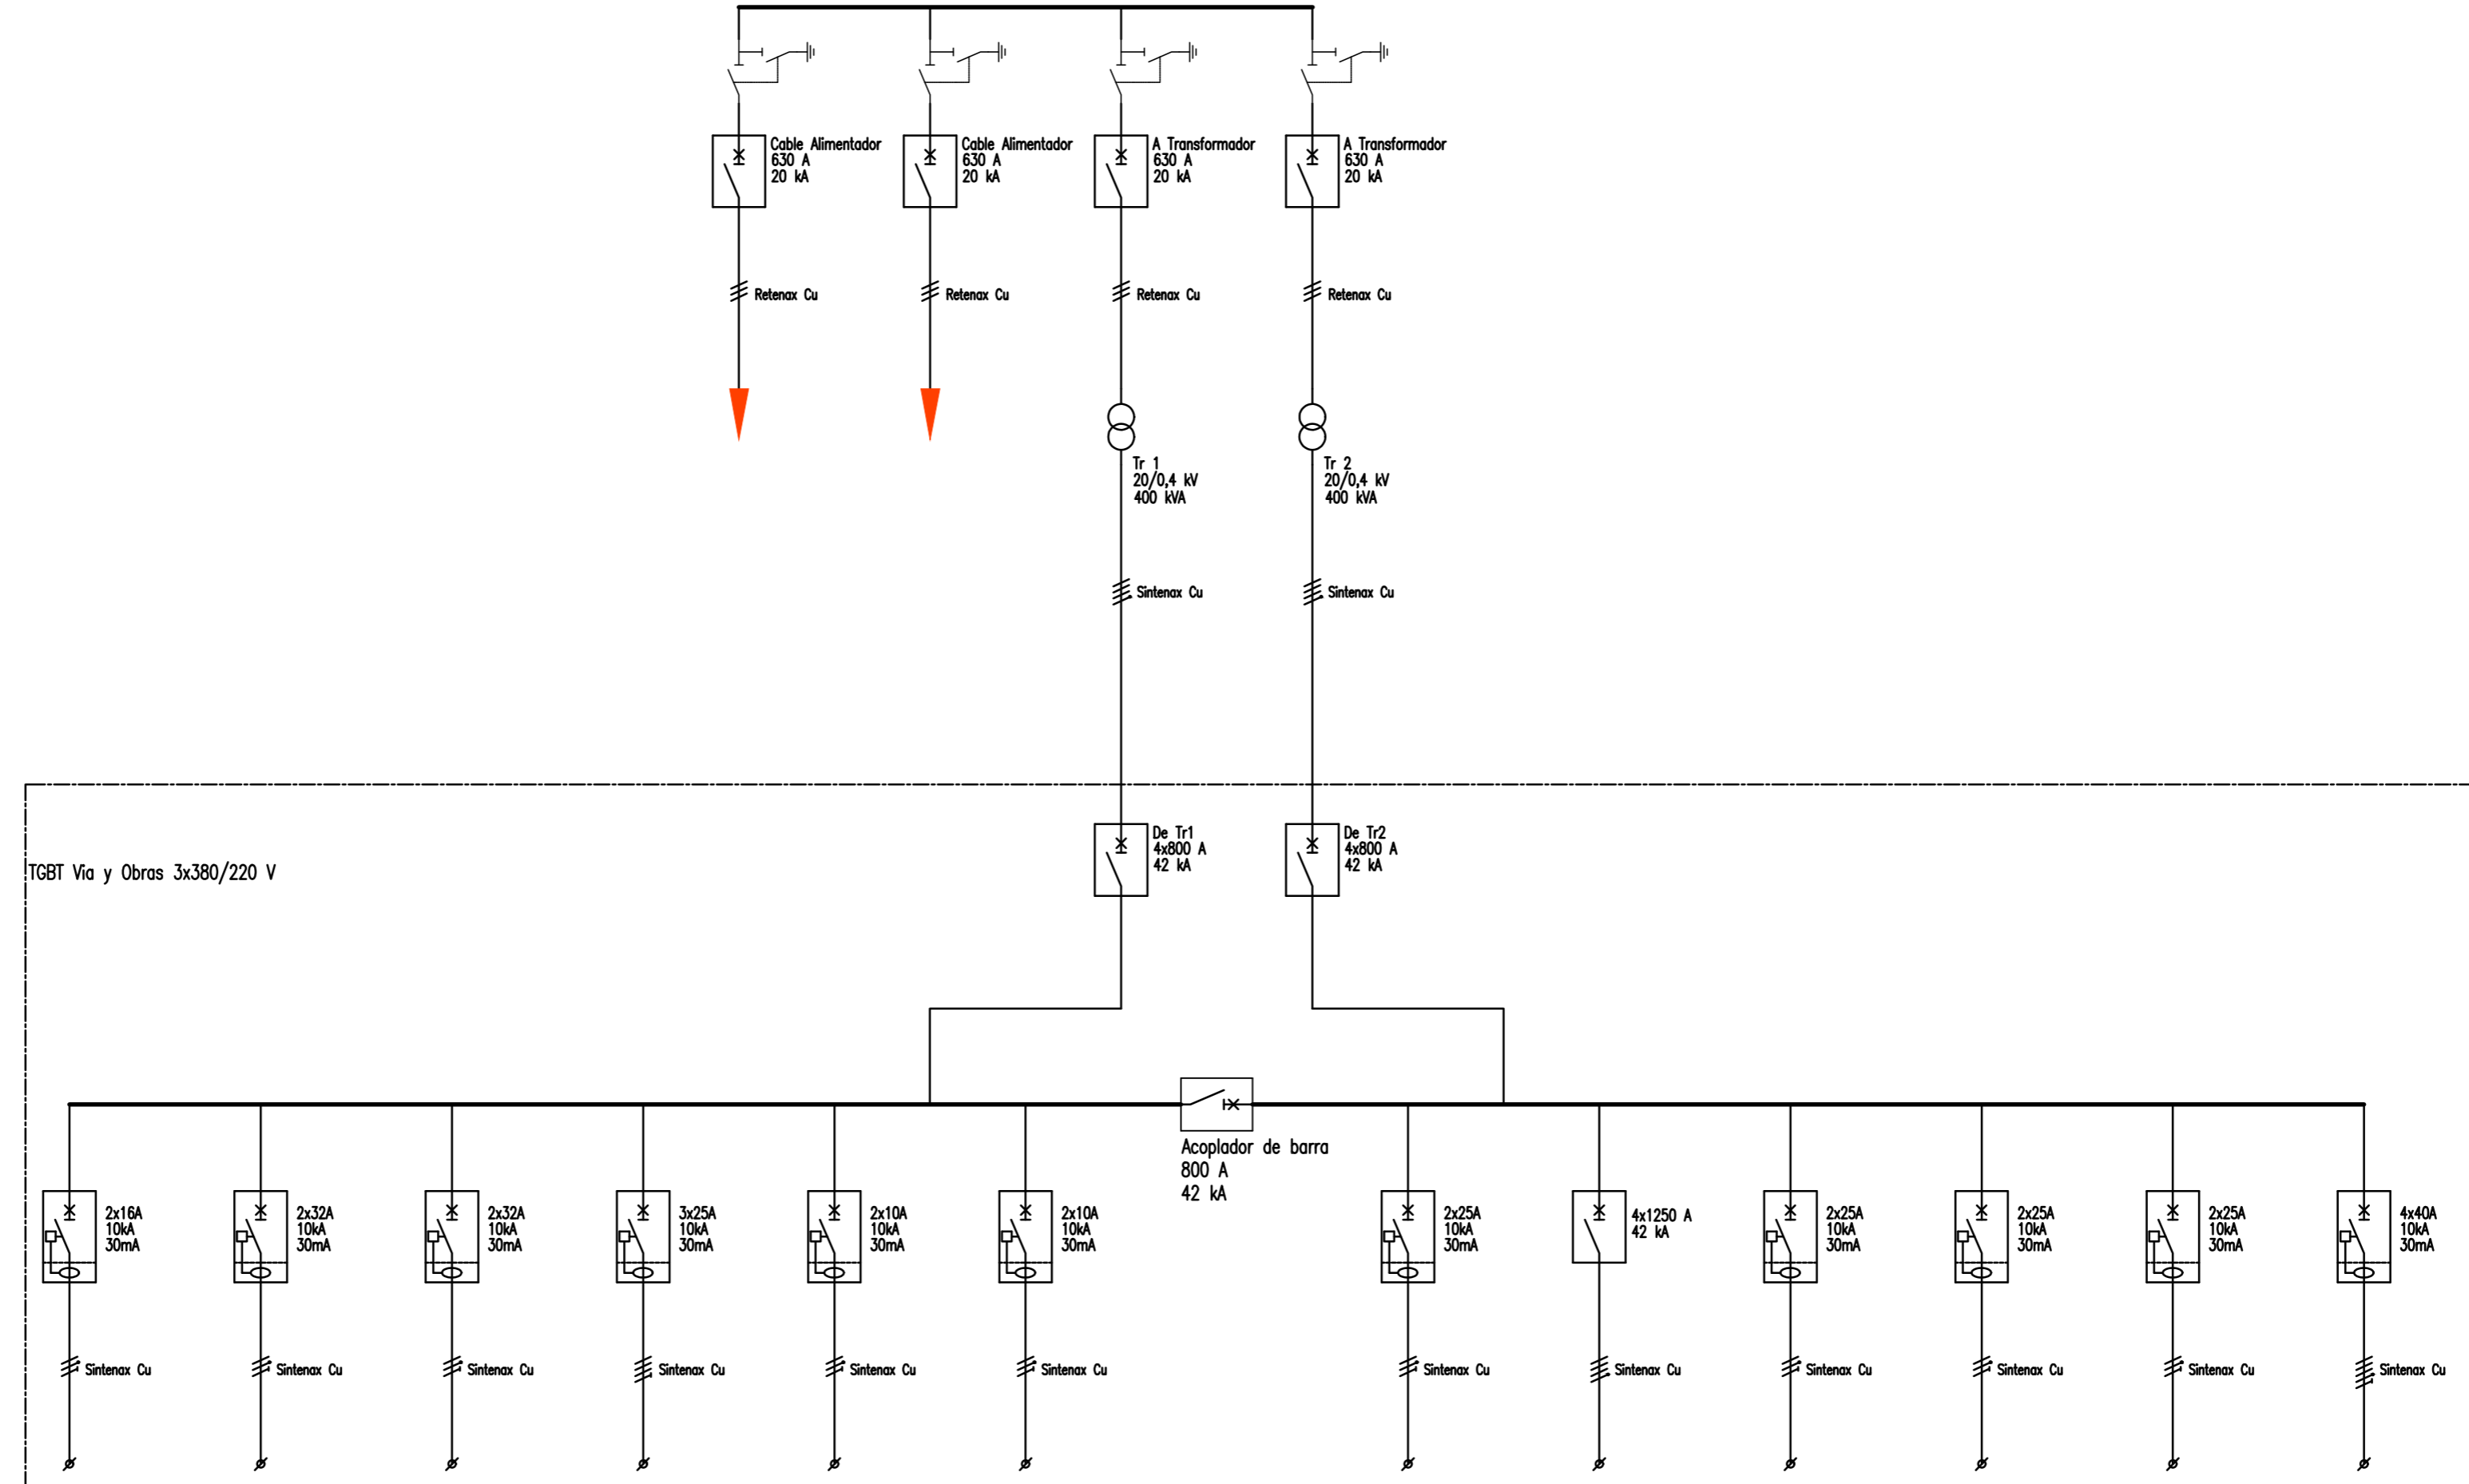 Cable Alimentador
630 A
20 kA
Cable Alimentador
630 A
20 kA
A Transformador
630 A
20 kA
A Transformador
630 A
20 kA
Retenax Cu
Retenax Cu
Retenax Cu
Retenax Cu
Tr 1
20/0,4 kV
400 kVA
Tr 2
20/0,4 kV
400 kVA
Sintenax Cu
Sintenax Cu
De Tr1
4x800 A
42 kA
De Tr2
4x800 A
42 kA
TGBT Via y Obras 3x380/220 V
Acoplador de barra
800 A
42 kA
2x16A
10kA
30mA
2x32A
10kA
30mA
2x32A
10kA
30mA
3x25A
10kA
30mA
2x10A
10kA
30mA
2x10A
10kA
30mA
2x25A
10kA
30mA
4x1250 A
42 kA
2x25A
10kA
30mA
2x25A
10kA
30mA
2x25A
10kA
30mA
4x40A
10kA
30mA
Sintenax Cu
Sintenax Cu
Sintenax Cu
Sintenax Cu
Sintenax Cu
Sintenax Cu
Sintenax Cu
Sintenax Cu
Sintenax Cu
Sintenax Cu
Sintenax Cu
Sintenax Cu